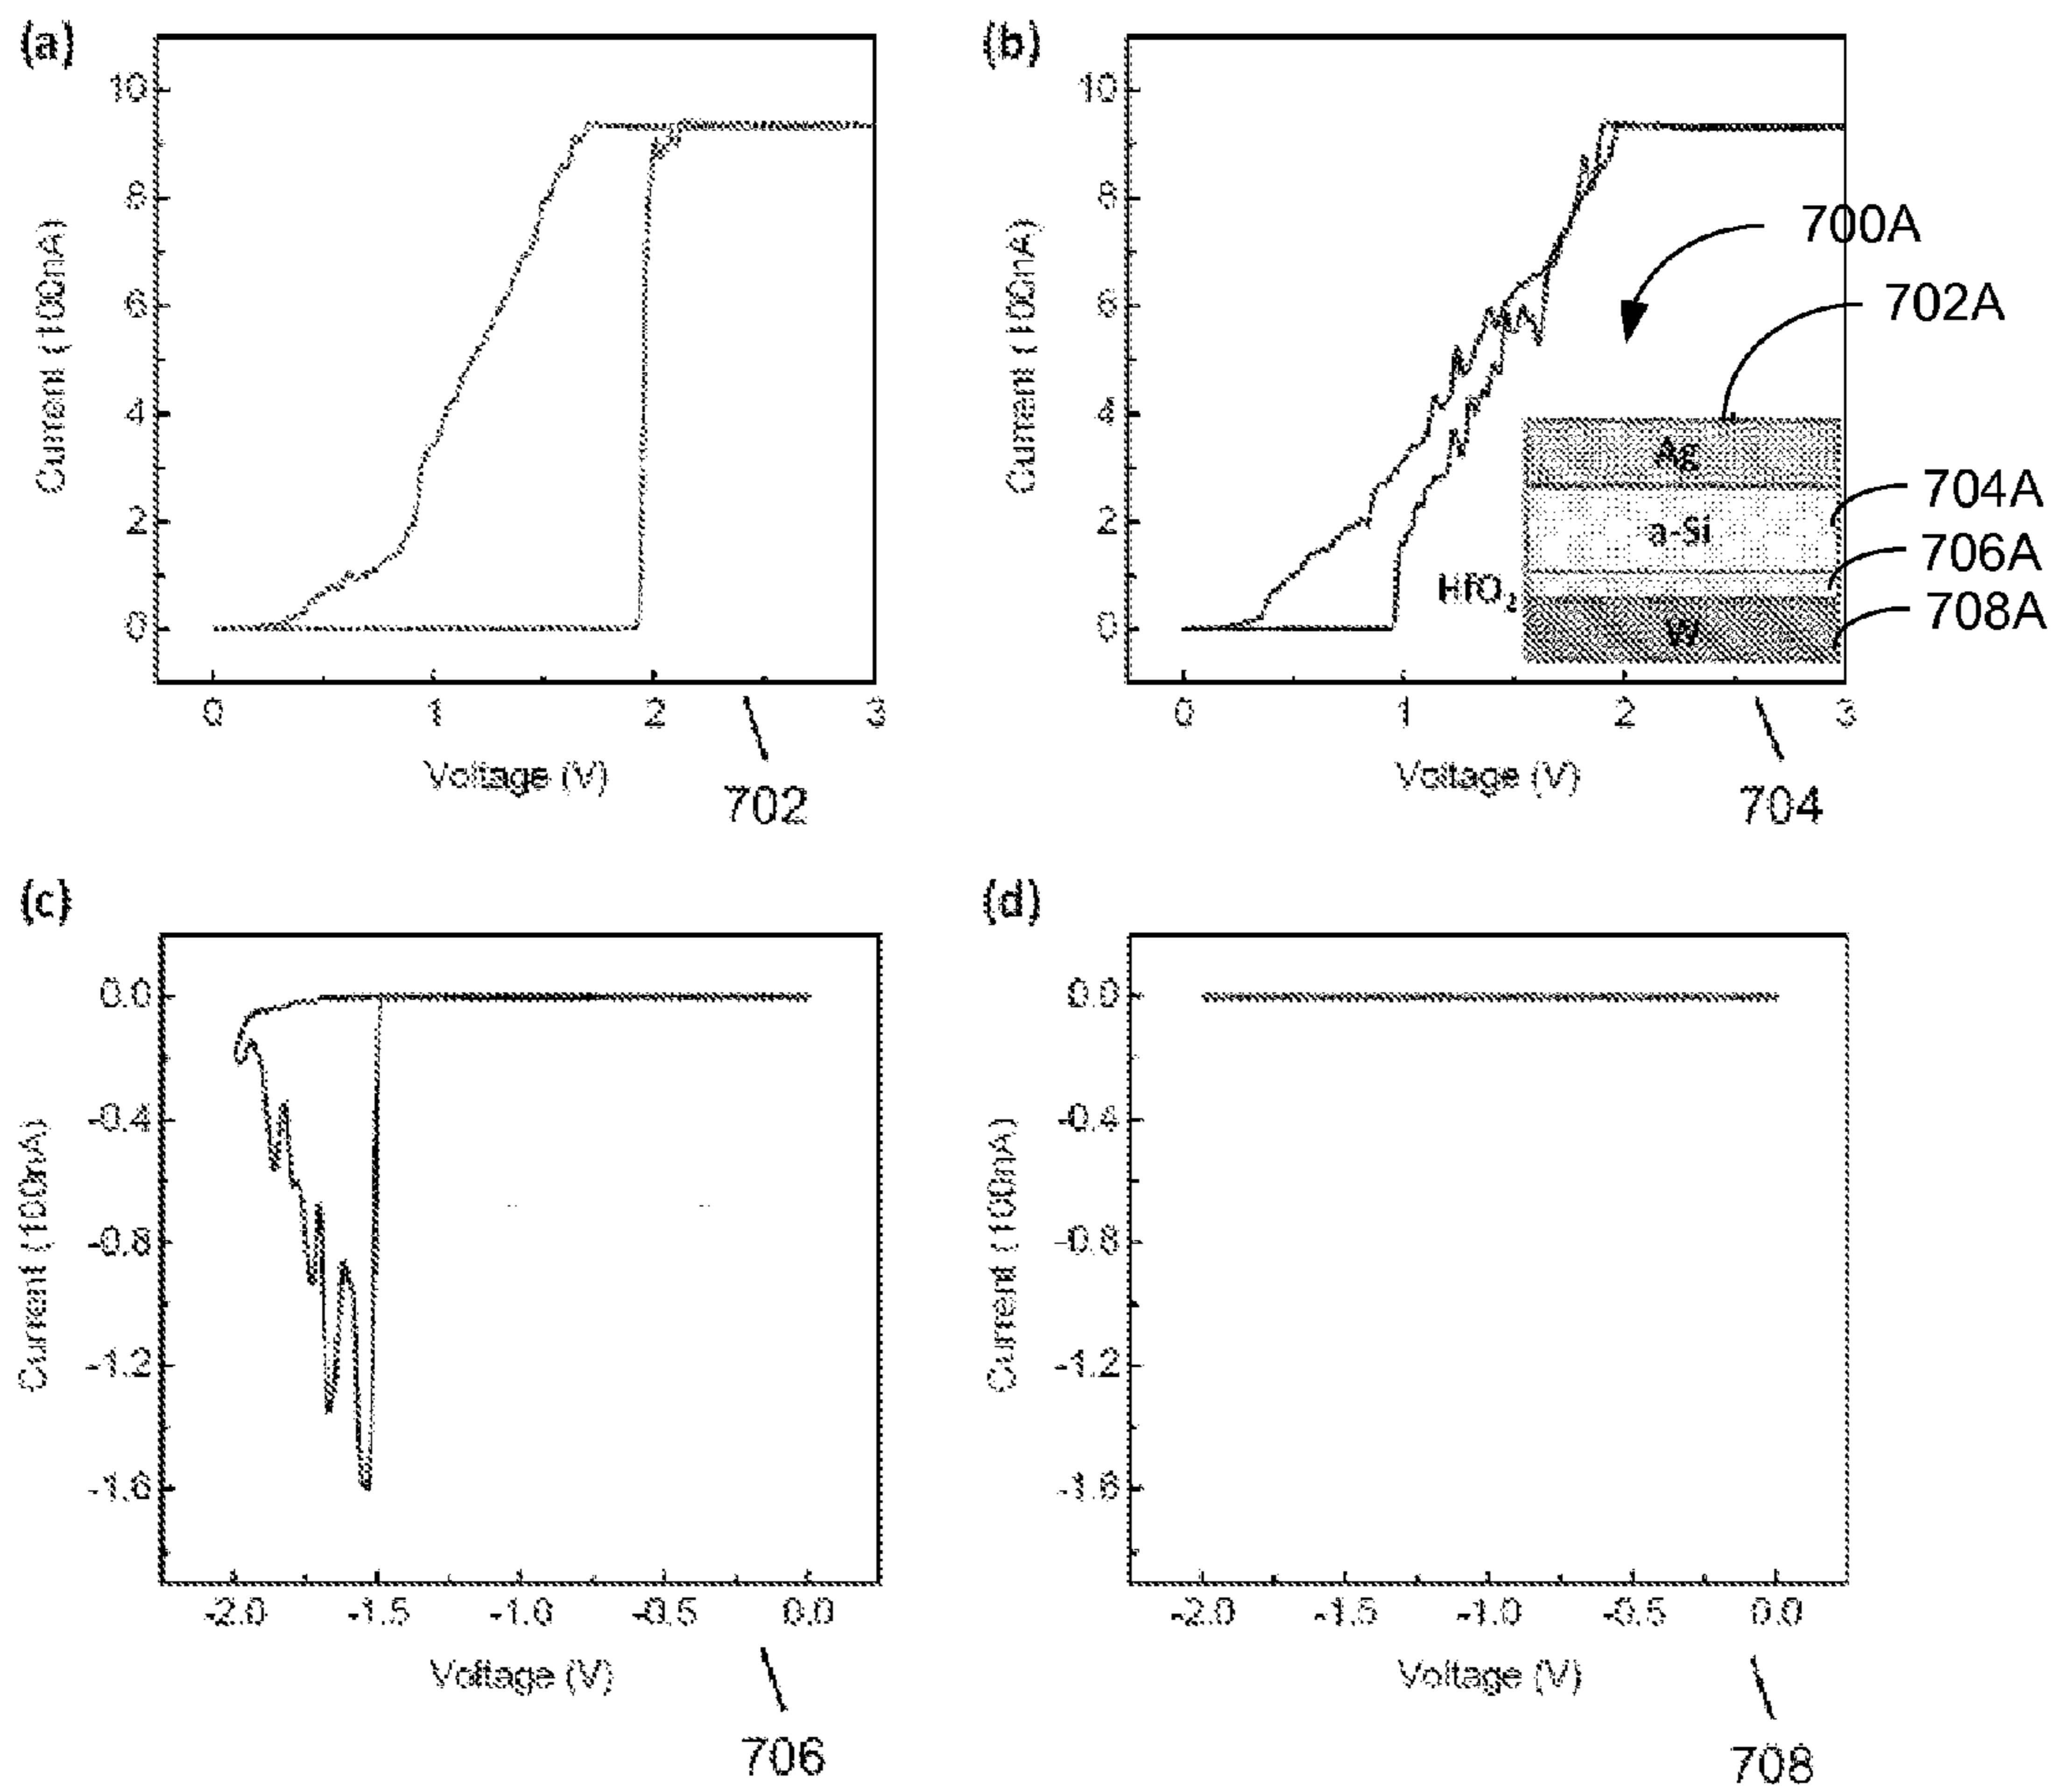 (a)
10
8
6
4
2
0
Current (100nA)
0 1 2 3
Voltage (V)
702
(b)
10
8
6
4
2
0
Current (100nA)
700A
702A
Ag
704A
a-Si
706A
HfO2
708A
W
0 1 2 3
Voltage (V)
704
(c)
0.0
-0.4
-0.8
-1.2
-1.6
Current (100nA)
-2.0 -1.5 -1.0 -0.5 0.0
Voltage (V)
706
(d)
0.0
-0.4
-0.8
-1.2
-1.6
Current (100nA)
-2.0 -1.5 -1.0 -0.5 0.0
Voltage (V)
708